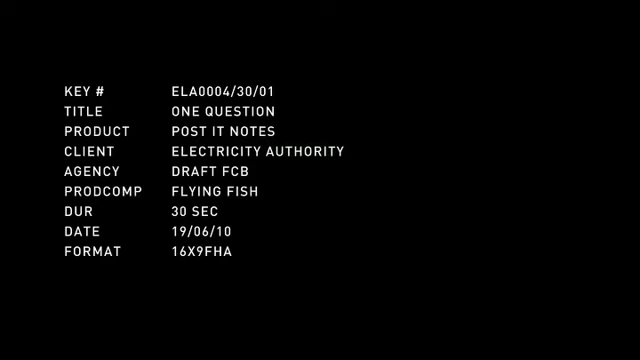 KEY # ELA0004/30/01
TITLE ONE QUESTION
PRODUCT POST IT NOTES
CLIENT ELECTRICITY AUTHORITY
AGENCY DRAFT FCB
PRODCOMP FLYING FISH
DUR 30 SEC
DATE 19/06/10
FORMAT 16X9FHA